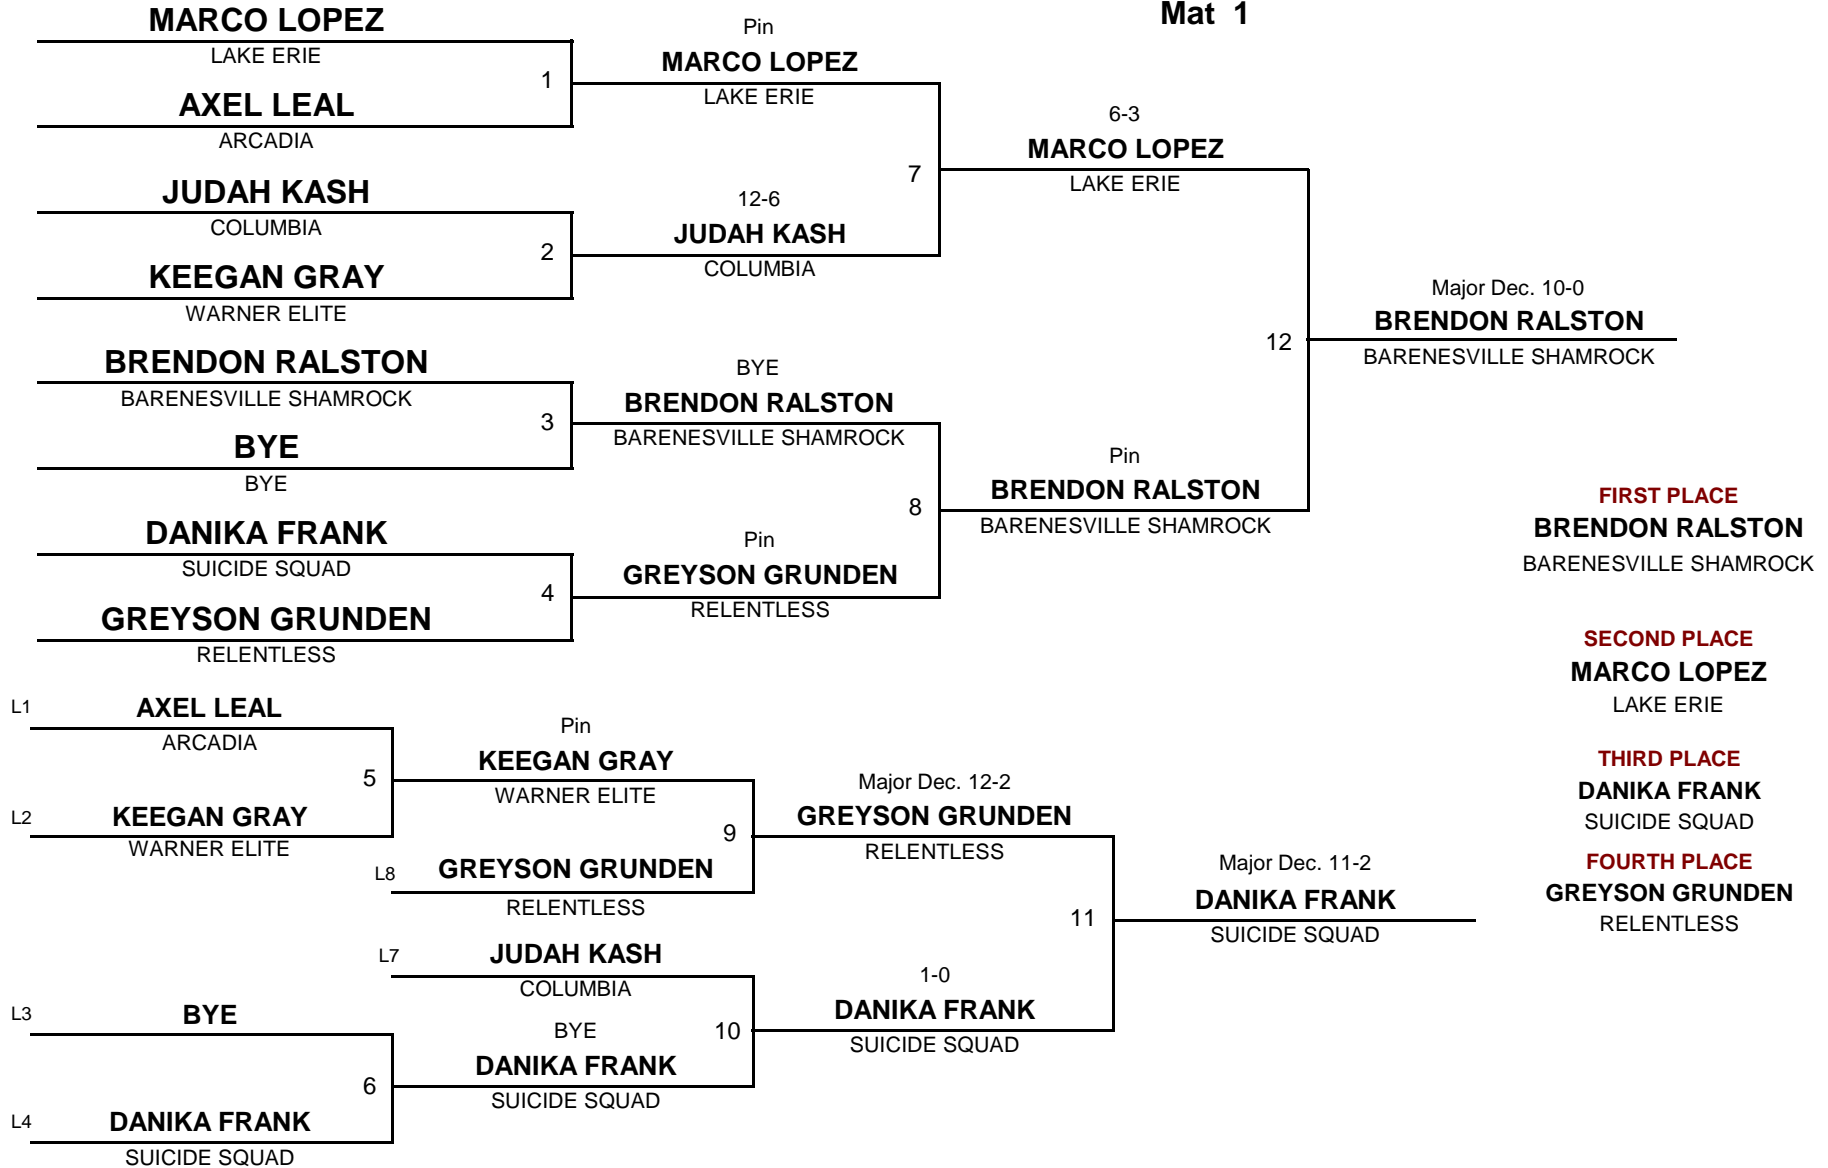 Mat 1
MARCO LOPEZ
LAKE ERIE
1
AXEL LEAL
ARCADIA
JUDAH KASH
COLUMBIA
2
KEEGAN GRAY
WARNER ELITE
BRENDON RALSTON
BARENESVILLE SHAMROCK
3
BYE
BYE
DANIKA FRANK
SUICIDE SQUAD
4
GREYSON GRUNDEN
RELENTLESS
Pin
MARCO LOPEZ
LAKE ERIE
7
12-6
JUDAH KASH
COLUMBIA
BYE
BRENDON RALSTON
BARENESVILLE SHAMROCK
8
Pin
GREYSON GRUNDEN
RELENTLESS
6-3
MARCO LOPEZ
LAKE ERIE
12
Pin
BRENDON RALSTON
BARENESVILLE SHAMROCK
Major Dec. 10-0
BRENDON RALSTON
BARENESVILLE SHAMROCK
L1
AXEL LEAL
ARCADIA
5
L2
KEEGAN GRAY
WARNER ELITE
L3
BYE
6
L4
DANIKA FRANK
SUICIDE SQUAD
Pin
KEEGAN GRAY
WARNER ELITE
9
L8
GREYSON GRUNDEN
RELENTLESS
L7
JUDAH KASH
COLUMBIA
10
BYE
DANIKA FRANK
SUICIDE SQUAD
Major Dec. 12-2
GREYSON GRUNDEN
RELENTLESS
11
1-0
DANIKA FRANK
SUICIDE SQUAD
Major Dec. 11-2
DANIKA FRANK
SUICIDE SQUAD
FIRST PLACE
BRENDON RALSTON
BARENESVILLE SHAMROCK
SECOND PLACE
MARCO LOPEZ
LAKE ERIE
THIRD PLACE
DANIKA FRANK
SUICIDE SQUAD
FOURTH PLACE
GREYSON GRUNDEN
RELENTLESS